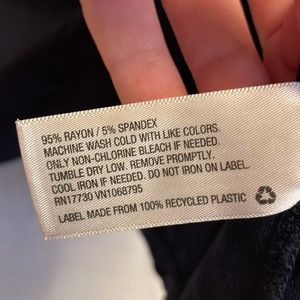 95% RAYON / 5% SPANDEX
MACHINE WASH COLD WITH LIKE COLORS.
ONLY NON-CHLORINE BLEACH IF NEEDED.
TUMBLE DRY LOW. REMOVE PROMPTLY.
COOL IRON IF NEEDED. DO NOT IRON ON LABEL.
RN17730 VN1068795
LABEL MADE FROM 100% RECYCLED PLASTIC